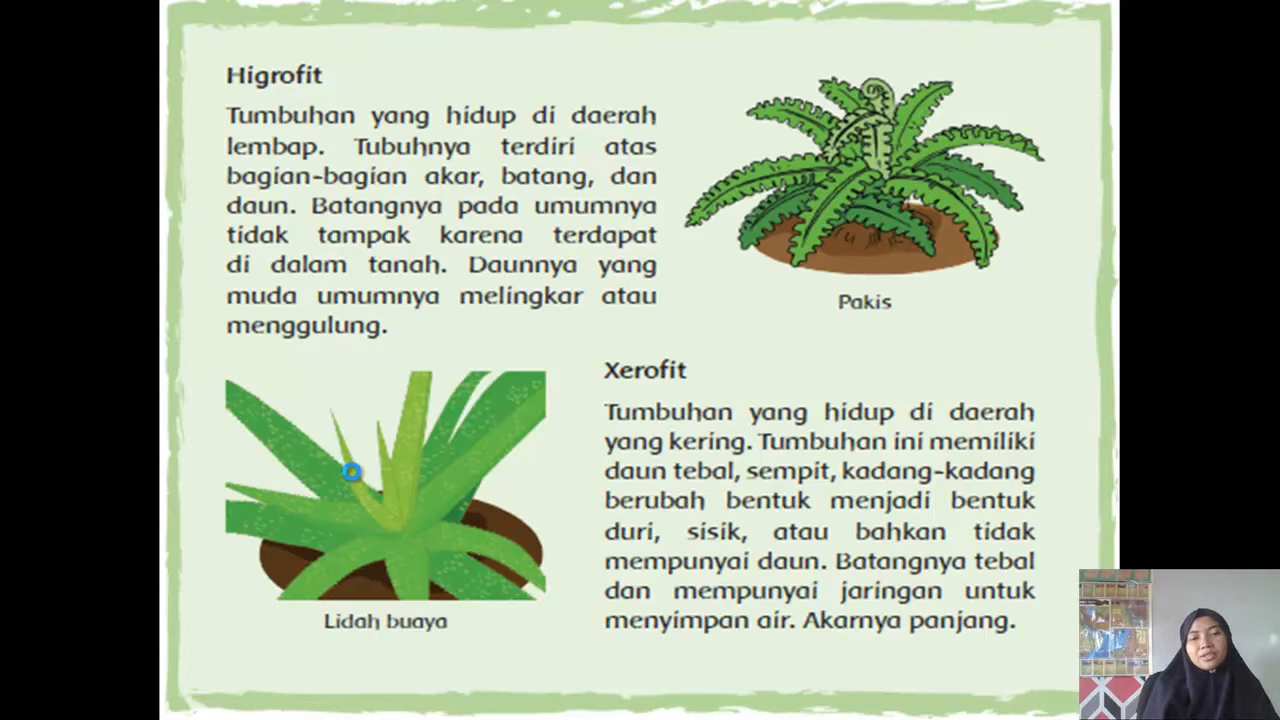 Higrofit
Tumbuhan yang hidup di daerah
lembap. Tubuhnya terdiri atas
bagian-bagian akar, batang, dan
daun. Batangnya pada umumnya
tidak tampak karena terdapat
di dalam tanah. Daunnya yang
muda umumnya melingkar atau
menggulung.
Pakis
Lidah buaya
Xerofit
Tumbuhan yang hidup di daerah
yang kering. Tumbuhan ini memiliki
daun tebal, sempit, kadang-kadang
berubah bentuk menjadi bentuk
duri, sisik, atau bahkan tidak
mempunyai daun. Batangnya tebal
dan mempunyai jaringan untuk
menyimpan air. Akarnya panjang.